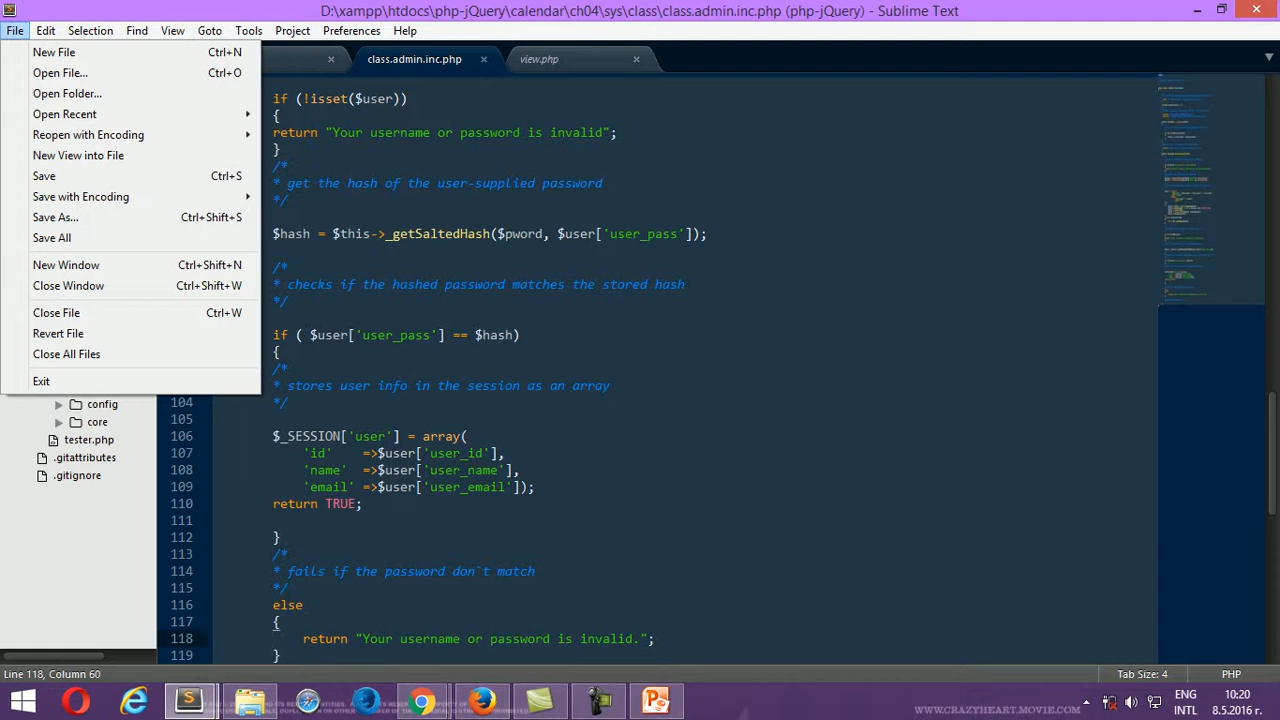 D:\xampp\htdocs\php-jQuery\calendar\ch04\sys\class\class.admin.inc.php (php-jQuery) - Sublime Text
File Edit Selection Find View Goto Tools Project Preferences Help
New File Ctrl+N
Open File... Ctrl+O
Open Folder...
Open Recent
Reopen with Encoding
New View into File
Save Ctrl+S
Save with Encoding
Save As... Ctrl+Shift+S
Save All
New Window Ctrl+Shift+N
Close Window Ctrl+Shift+W
Close File Ctrl+W
Revert File
Close All Files
Exit
config
core
tester.php
.gitattributes
.gitignore
class.admin.inc.php
view.php
if (!isset($user))
{
return "Your username or password is invalid";
}
/*
* get the hash of the user-supplied password
*/
$hash = $this->_getSaltedHash($pword, $user['user_pass']);
/*
* checks if the hashed password matches the stored hash
*/
if ( $user['user_pass'] == $hash)
{
/*
* stores user info in the session as an array
104 */
105
106 $_SESSION['user'] = array(
107 'id' =>$user['user_id'],
108 'name' =>$user['user_name'],
109 'email' =>$user['user_email']);
110 return TRUE;
111
112 }
113 /*
114 * fails if the password don`t match
115 */
116 else
117 {
118 return "Your username or password is invalid.";
119 }
Line 118, Column 60
Tab Size: 4
PHP
WWW.CRAZYHEART.MOVIE.COM
ENG
INTL
10:20
8.5.2016 г.